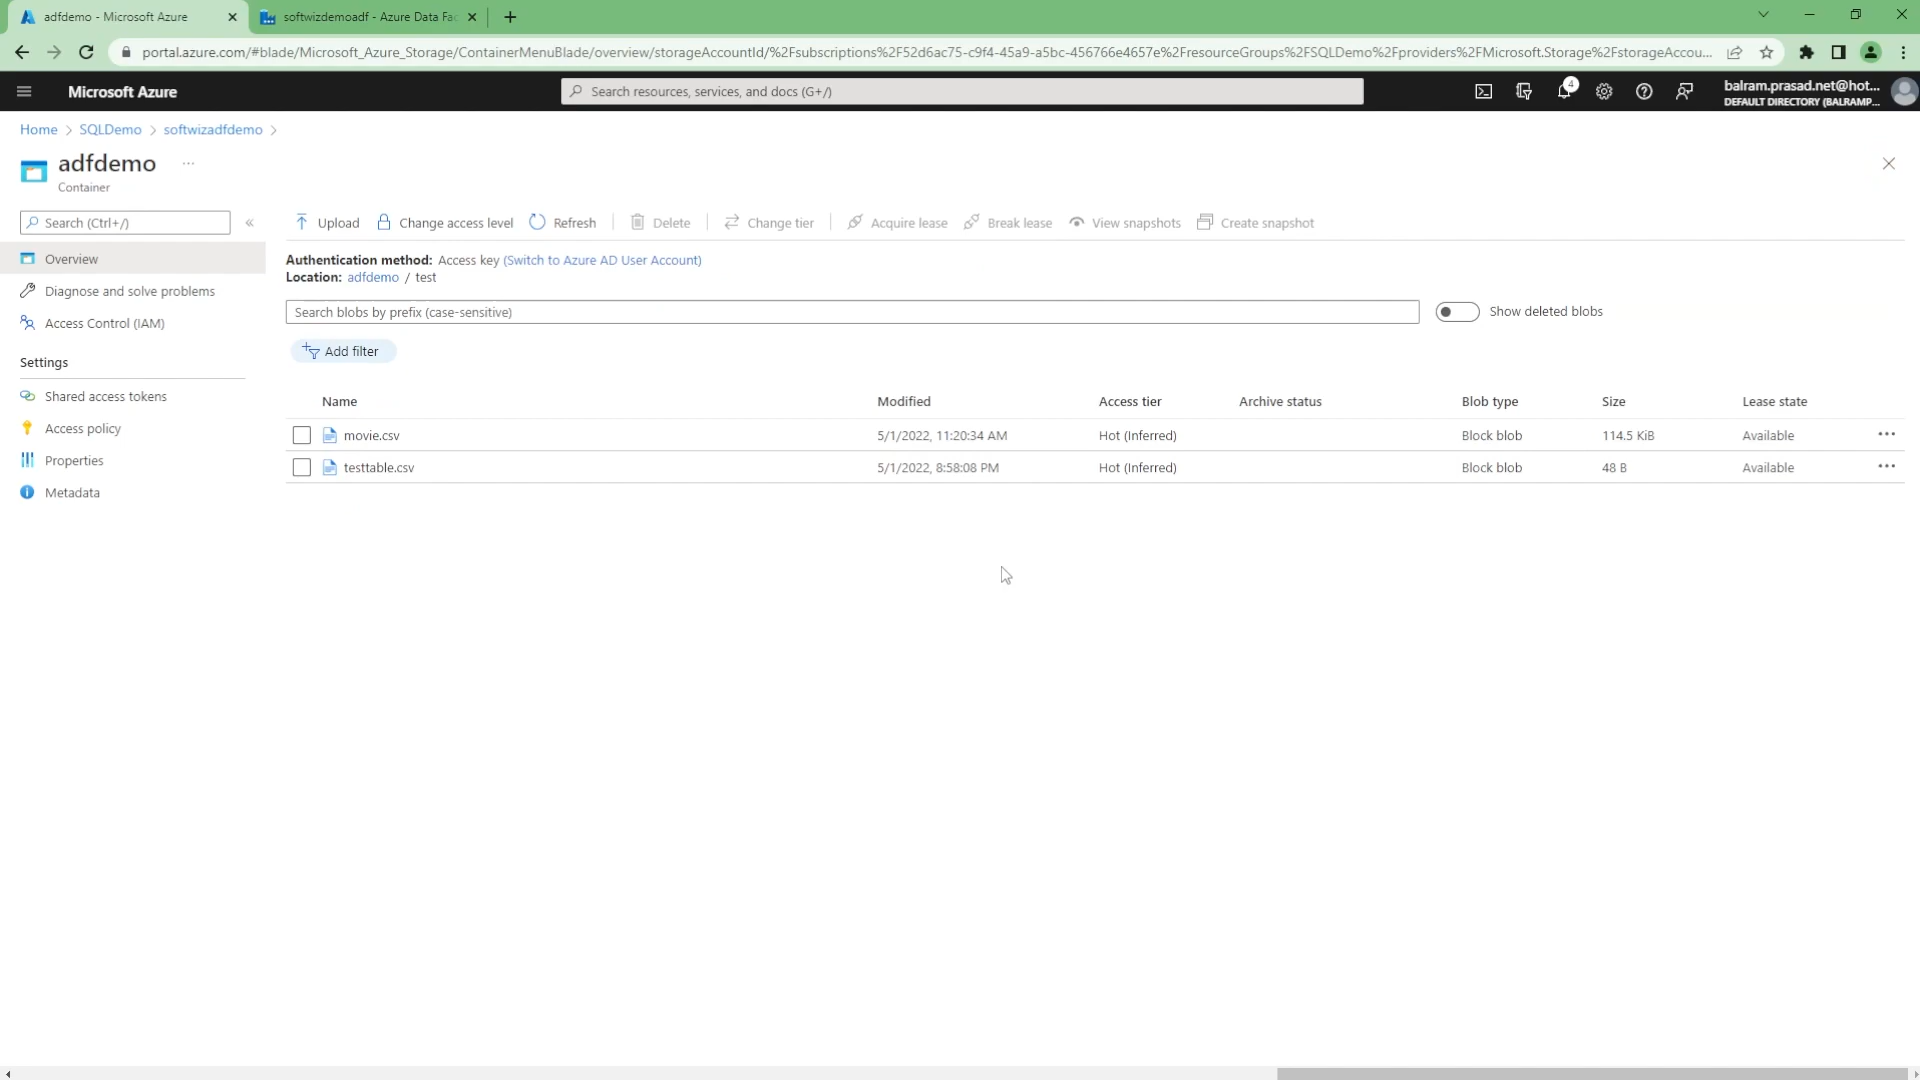 adfdemo - Microsoft Azure
softwizdemoadf - Azure Data Fac
portal.azure.com/#blade/Microsoft_Azure_Storage/ContainerMenuBlade/overview/storageAccountId/%2Fsubscriptions%2F52d6ac75-c9f4-45a9-a5bc-456766e4657e%2FresourceGroups%2FSQLDemo%2Fproviders%2FMicrosoft.Storage%2FstorageAccou...
Microsoft Azure
Search resources, services, and docs (G+/)
4
balram.prasad.net@hot...
DEFAULT DIRECTORY (BALRAMP...
Home > SQLDemo > softwizadfdemo >
adfdemo ...
Container
Search (Ctrl+/) «
Upload Change access level Refresh Delete Change tier Acquire lease Break lease View snapshots Create snapshot
Overview
Diagnose and solve problems
Access Control (IAM)
Settings
Shared access tokens
Access policy
Properties
Metadata
Authentication method: Access key (Switch to Azure AD User Account)
Location: adfdemo / test
Search blobs by prefix (case-sensitive)
Show deleted blobs
Add filter
Name Modified Access tier Archive status Blob type Size Lease state
movie.csv 5/1/2022, 11:20:34 AM Hot (Inferred) Block blob 114.5 KiB Available ...
testtable.csv 5/1/2022, 8:58:08 PM Hot (Inferred) Block blob 48 B Available ...